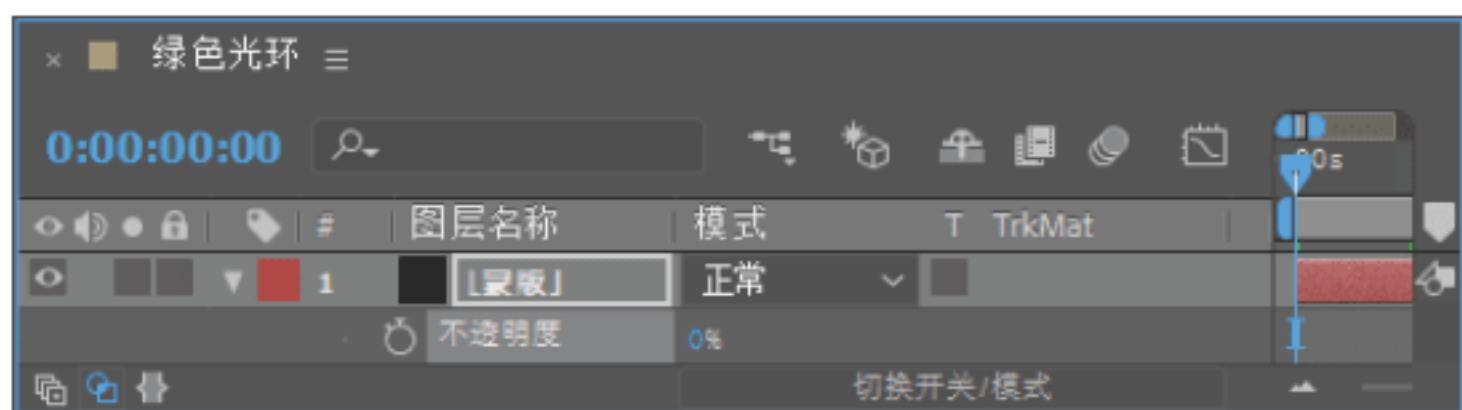 绿色光环
0:00:00:00
00s
# 图层名称 模式 T TrkMat
1 [蒙版] 正常
不透明度 0%
切换开关/模式